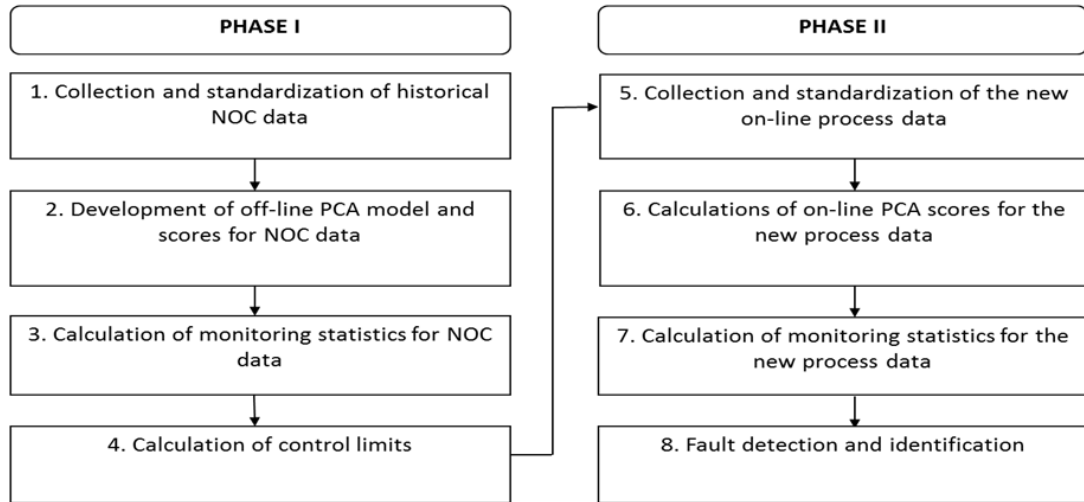 PHASE I
1. Collection and standardization of historical
NOC data
2. Development of off-line PCA model and
scores for NOC data
3. Calculation of monitoring statistics for NOC
data
4. Calculation of control limits
PHASE II
5. Collection and standardization of the new
on-line process data
6. Calculations of on-line PCA scores for the
new process data
7. Calculation of monitoring statistics for the
new process data
8. Fault detection and identification